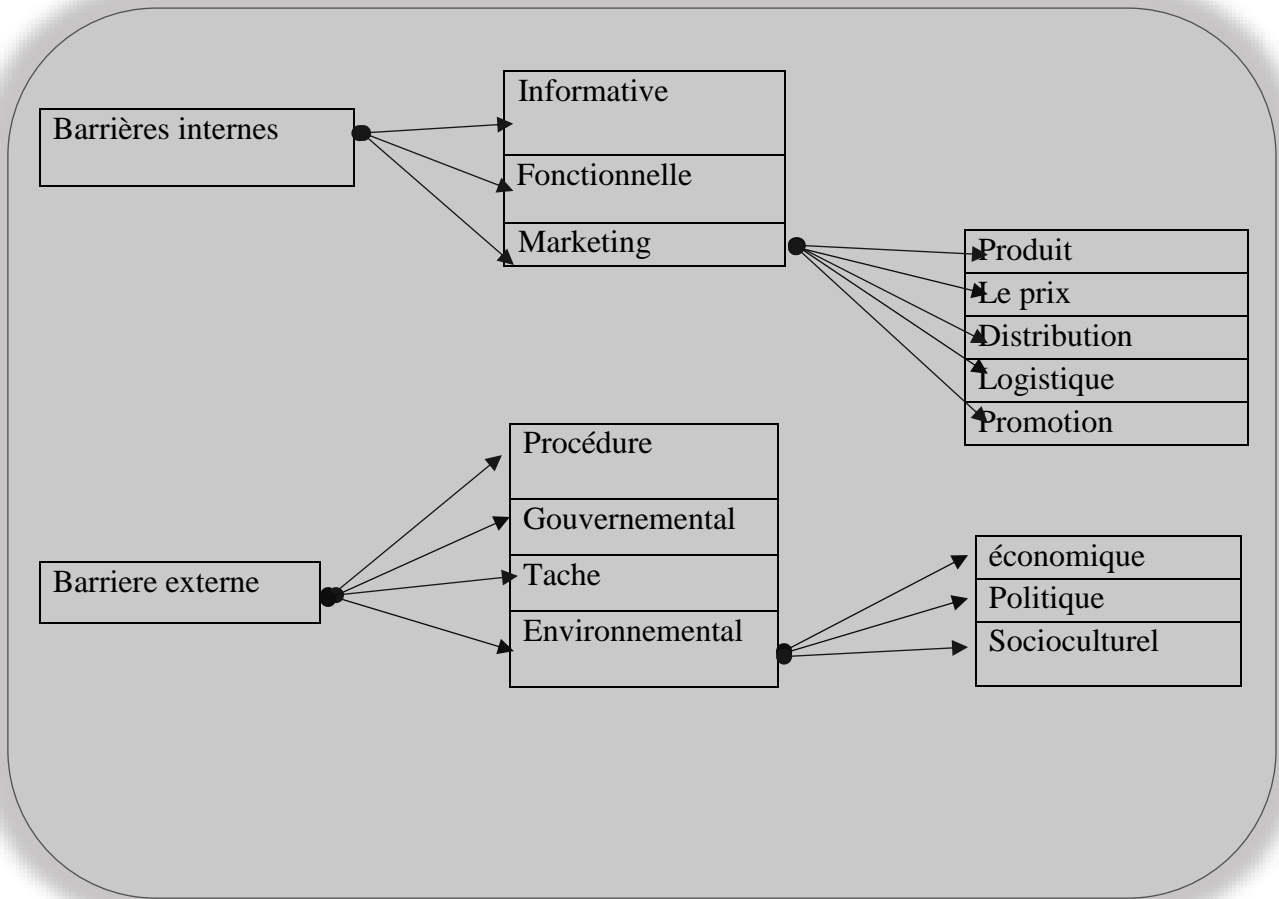 Barrières internes
Informative
Fonctionnelle
Marketing
Produit
Le prix
Distribution
Logistique
Promotion
Barriere externe
Procédure
Gouvernemental
Tache
Environnemental
économique
Politique
Socioculturel